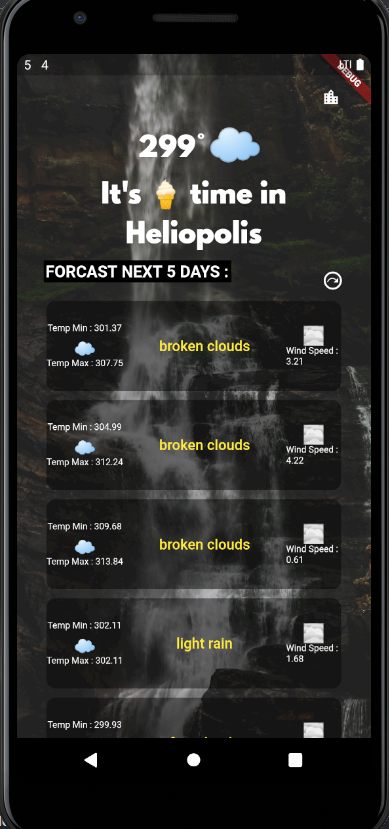 5 4 LTE
DEBUG
299°
It's 🍦 time in
Heliopolis
FORCAST NEXT 5 DAYS :
Temp Min : 301.37
Temp Max : 307.75
broken clouds
Wind Speed :
3.21
Temp Min : 304.99
Temp Max : 312.24
broken clouds
Wind Speed :
4.22
Temp Min : 309.68
Temp Max : 313.84
broken clouds
Wind Speed :
0.61
Temp Min : 302.11
Temp Max : 302.11
light rain
Wind Speed :
1.68
Temp Min : 299.93